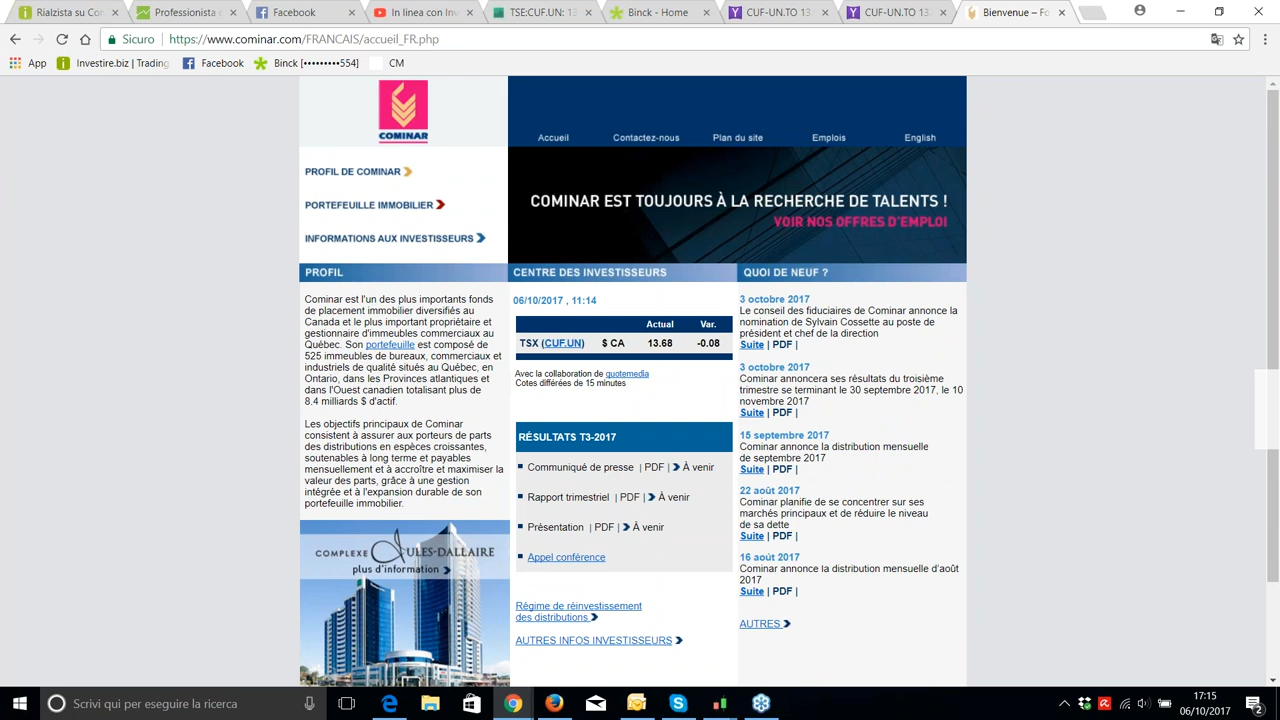 Rialzista su Con
Professionista c
Facebook
In linea con Inv
TSE:CUF-UN: 13
Binck - Home
CUF-UN.TO 13
CUF-UN.TO 13
Bienvenue – Fo
Sicuro
https://www.cominar.com/FRANCAIS/accueil_FR.php
App
Investire.biz | Trading
Facebook
Binck [••••••••554]
CM
COMINAR
Accueil
Contactez-nous
Plan du site
Emplois
English
PROFIL DE COMINAR
PORTEFEUILLE IMMOBILIER
INFORMATIONS AUX INVESTISSEURS
COMINAR EST TOUJOURS À LA RECHERCHE DE TALENTS !
VOIR NOS OFFRES D'EMPLOI
PROFIL
Cominar est l'un des plus importants fonds
de placement immobilier diversifiés au
Canada et le plus important propriétaire et
gestionnaire d'immeubles commerciaux au
Québec. Son portefeuille est composé de
525 immeubles de bureaux, commerciaux et
industriels de qualité situés au Québec, en
Ontario, dans les Provinces atlantiques et
dans l'Ouest canadien totalisant plus de
8.4 milliards $ d'actif.
Les objectifs principaux de Cominar
consistent à assurer aux porteurs de parts
des distributions en espèces croissantes,
soutenables à long terme et payables
mensuellement et à accroître et maximiser la
valeur des parts, grâce à une gestion
intégrée et à l'expansion durable de son
portefeuille immobilier.
COMPLEXE JULES-DALLAIRE
plus d'information
CENTRE DES INVESTISSEURS
06/10/2017 , 11:14
Actual Var.
TSX (CUF.UN) $ CA 13.68 -0.08
Avec la collaboration de quotemedia
Cotes différées de 15 minutes
RÉSULTATS T3-2017
Communiqué de presse | PDF | À venir
Rapport trimestriel | PDF | À venir
Présentation | PDF | À venir
Appel conférence
Régime de réinvestissement
des distributions
AUTRES INFOS INVESTISSEURS
QUOI DE NEUF ?
3 octobre 2017
Le conseil des fiduciaires de Cominar annonce la
nomination de Sylvain Cossette au poste de
président et chef de la direction
Suite | PDF |
3 octobre 2017
Cominar annoncera ses résultats du troisième
trimestre se terminant le 30 septembre 2017, le 10
novembre 2017
Suite | PDF |
15 septembre 2017
Cominar annonce la distribution mensuelle
de septembre 2017
Suite | PDF |
22 août 2017
Cominar planifie de se concentrer sur ses
marchés principaux et de réduire le niveau
de sa dette
Suite | PDF |
16 août 2017
Cominar annonce la distribution mensuelle d'août
2017
Suite | PDF |
AUTRES
Scrivi qui per eseguire la ricerca
17:15
06/10/2017
2